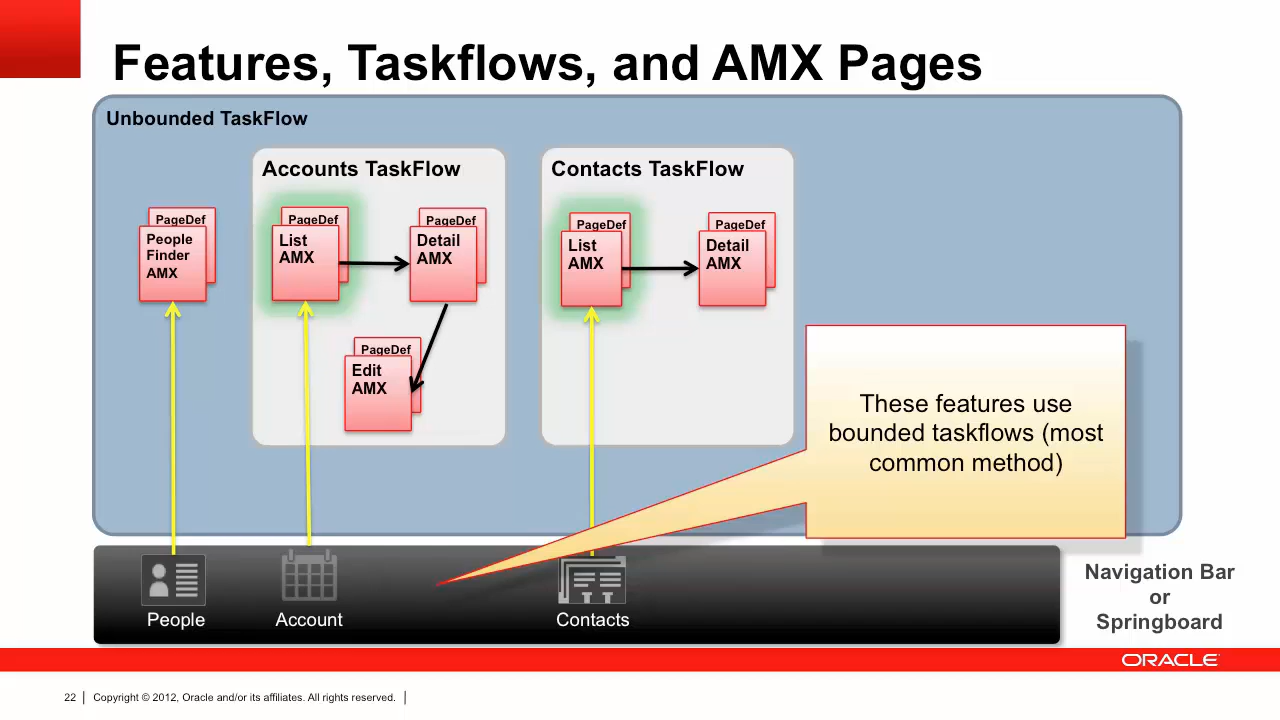 Features, Taskflows, and AMX Pages
Unbounded TaskFlow
Accounts TaskFlow
Contacts TaskFlow
PageDef
People
Finder
AMX
PageDef
List
AMX
PageDef
Detail
AMX
PageDef
Edit
AMX
PageDef
List
AMX
PageDef
Detail
AMX
These features use
bounded taskflows (most
common method)
People
Account
Contacts
Navigation Bar
or
Springboard
ORACLE
22
Copyright © 2012, Oracle and/or its affiliates. All rights reserved.